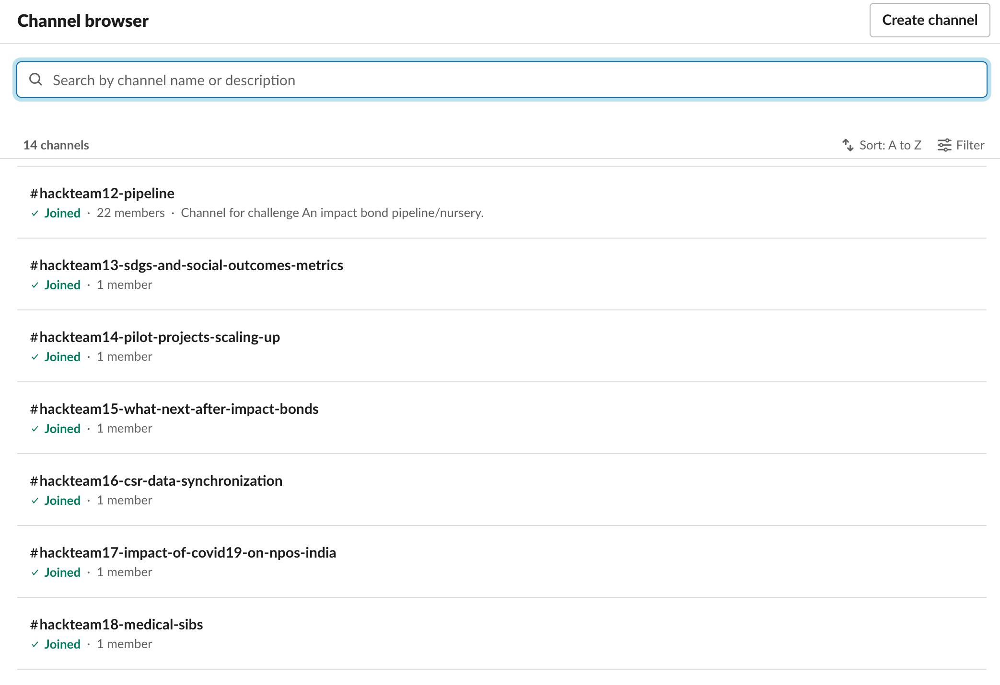 Channel browser
Create channel
Search by channel name or description
14 channels
Sort: A to Z
Filter
#hackteam12-pipeline
✓ Joined · 22 members · Channel for challenge An impact bond pipeline/nursery.
#hackteam13-sdgs-and-social-outcomes-metrics
✓ Joined · 1 member
#hackteam14-pilot-projects-scaling-up
✓ Joined · 1 member
#hackteam15-what-next-after-impact-bonds
✓ Joined · 1 member
#hackteam16-csr-data-synchronization
✓ Joined · 1 member
#hackteam17-impact-of-covid19-on-npos-india
✓ Joined · 1 member
#hackteam18-medical-sibs
✓ Joined · 1 member